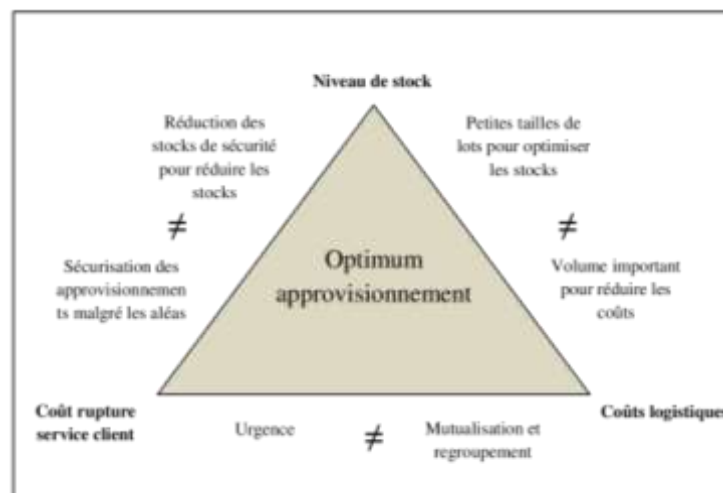 Niveau de stock
Réduction des
stocks de sécurité
pour réduire les
stocks
≠
Sécurisation des
approvisionnemen
ts malgré les aléas
Petites tailles de
lots pour optimiser
les stocks
≠
Volume important
pour réduire les
coûts
Optimum
approvisionnement
Coût rupture
service client
Urgence
≠
Mutualisation et
regroupement
Coûts logistiques